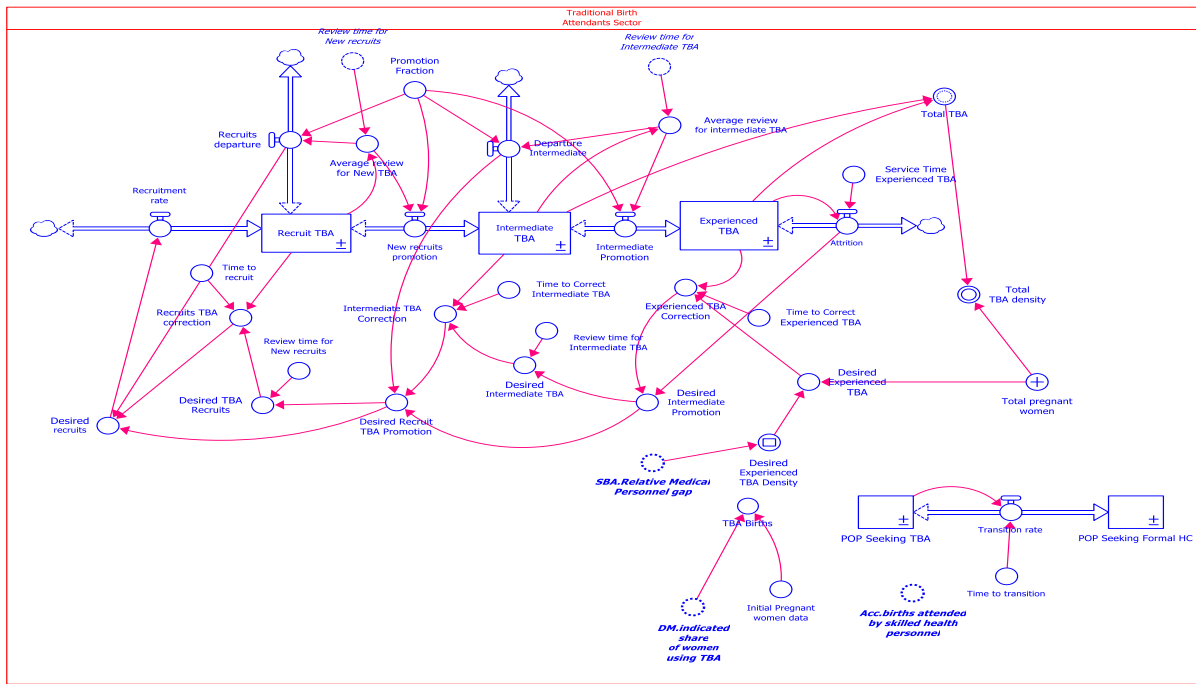 Traditional Birth
Attendants Sector
Review time for
New recruits
Review time for
Intermediate TBA
Promotion
Fraction
Recruits
departure
Average review
for New TBA
Departure
Intermediate
Average review
for intermediate TBA
Total TBA
Service Time
Experienced TBA
Recruitment
rate
Recruit TBA
±
New recruits
promotion
Intermediate
TBA
±
Intermediate
Promotion
Experienced
TBA
±
Attrition
Time to
recruit
Recruits TBA
correction
Intermediate TBA
Correction
Time to Correct
Intermediate TBA
Experienced TBA
Correction
Time to Correct
Experienced TBA
Total
TBA density
Review time for
New recruits
Review time for
Intermediate TBA
Desired TBA
Recruits
Desired
Intermediate TBA
Desired
Experienced
TBA
Desired
recruits
Desired Recruit
TBA Promotion
Desired
Intermediate
Promotion
Total pregnant
women
SBA.Relative Medical
Personnel gap
Desired
Experienced
TBA Density
TBA Births
POP Seeking TBA
±
Transition rate
POP Seeking Formal HC
±
Time to transition
Initial Pregnant
women data
DM.indicated
share
of women
using TBA
Acc.births attended
by skilled health
personnel